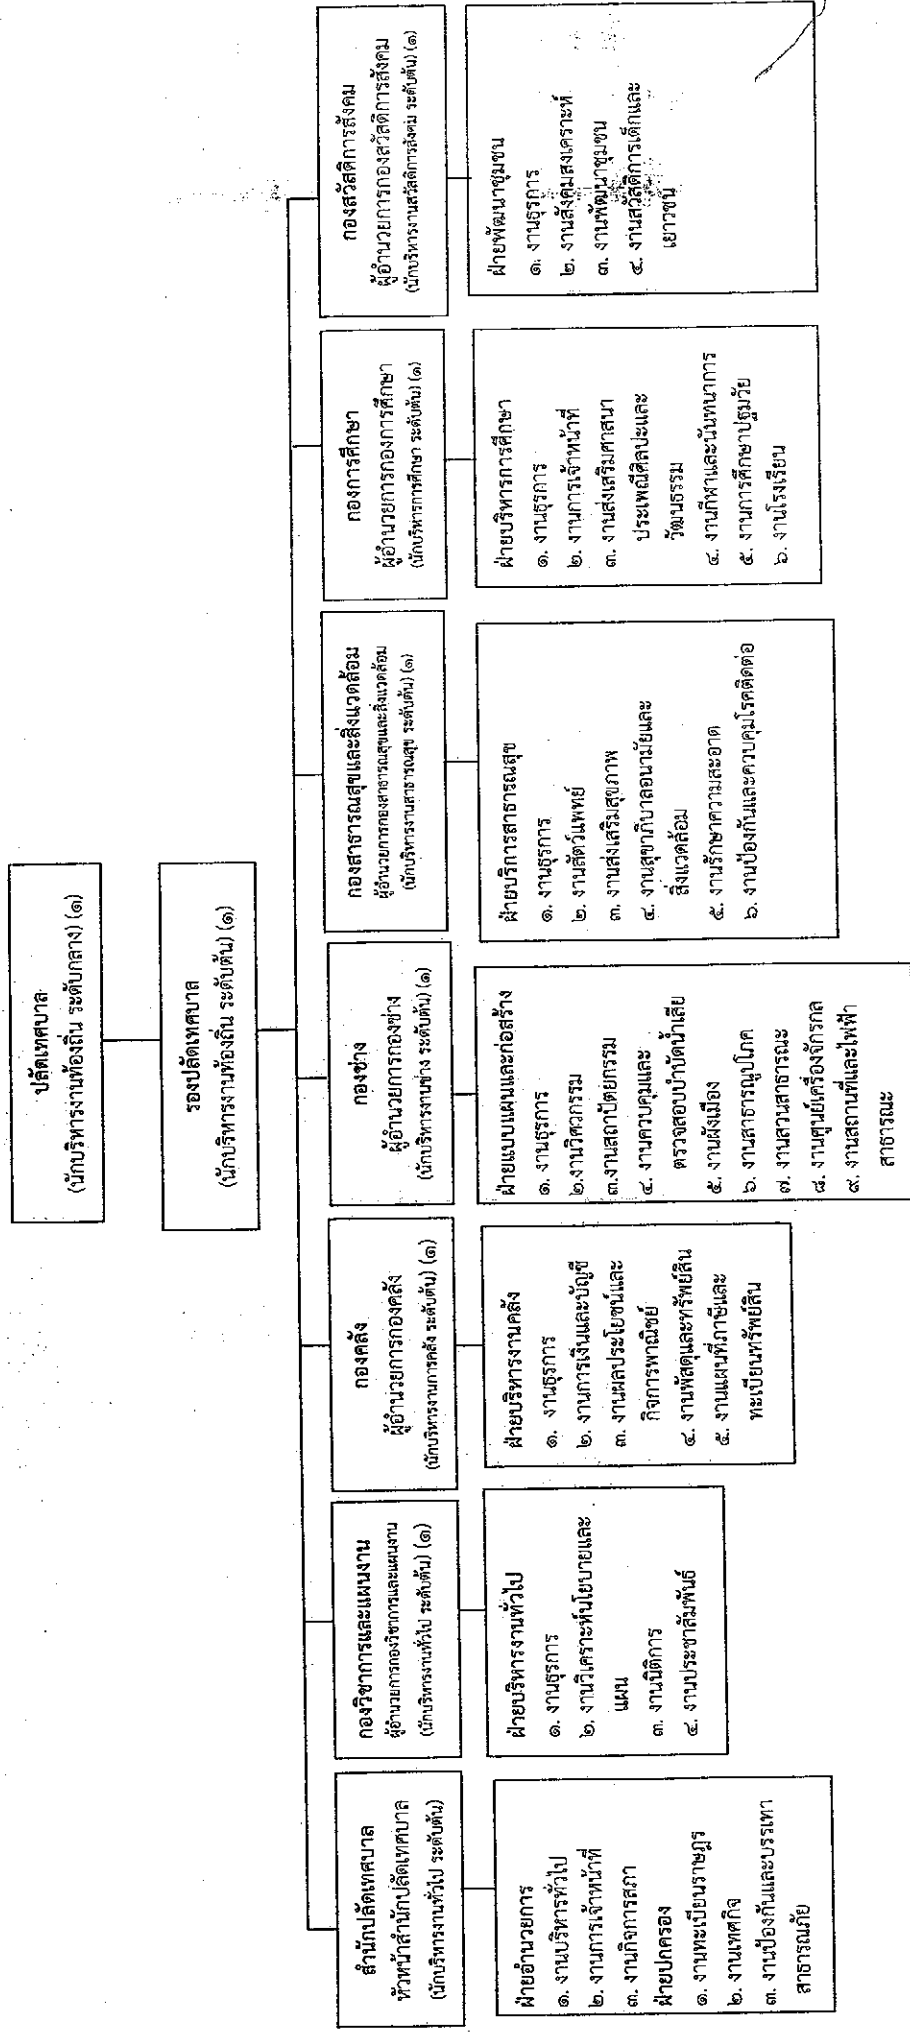 ปลัดเทศบาล
(นักบริหารงานท้องถิ่น ระดับกลาง) (๑)
รองปลัดเทศบาล
(นักบริหารงานท้องถิ่น ระดับต้น) (๑)
สำนักปลัดเทศบาล
หัวหน้าสำนักปลัดเทศบาล
(นักบริหารงานทั่วไป ระดับต้น)
ฝ่ายอำนวยการ
๑. งานบริหารทั่วไป
๒. งานการเจ้าหน้าที่
๓. งานกิจการสภา
ฝ่ายปกครอง
๑. งานทะเบียนราษฎร
๒. งานเทศกิจ
๓. งานป้องกันและบรรเทา
สาธารณภัย
กองวิชาการและแผนงาน
ผู้อำนวยการกองวิชาการและแผนงาน
(นักบริหารงานทั่วไป ระดับต้น) (๑)
ฝ่ายบริหารงานทั่วไป
๑. งานธุรการ
๒. งานวิเคราะห์นโยบายและ
แผน
๓. งานนิติการ
๔. งานประชาสัมพันธ์
กองคลัง
ผู้อำนวยการกองคลัง
(นักบริหารงานการคลัง ระดับต้น) (๑)
ฝ่ายบริหารงานคลัง
๑. งานธุรการ
๒. งานการเงินและบัญชี
๓. งานผลประโยชน์และ
กิจการพาณิชย์
๔. งานพัสดุและทรัพย์สิน
๕. งานแผนที่ภาษีและ
ทะเบียนทรัพย์สิน
กองช่าง
ผู้อำนวยการกองช่าง
(นักบริหารงานช่าง ระดับต้น) (๑)
ฝ่ายแบบแผนและก่อสร้าง
๑. งานธุรการ
๒.งานวิศวกรรม
๓.งานสถาปัตยกรรม
๔. งานควบคุมและ
ตรวจสอบบำบัดน้ำเสีย
๕. งานผังเมือง
๖. งานสาธารณูปโภค
๗. งานสวนสาธารณะ
๘. งานศูนย์เครื่องจักรกล
๙. งานสถานที่และไฟฟ้า
สาธารณะ
กองสาธารณสุขและสิ่งแวดล้อม
ผู้อำนวยการกองสาธารณสุขและสิ่งแวดล้อม
(นักบริหารงานสาธารณสุข ระดับต้น) (๑)
ฝ่ายบริการสาธารณสุข
๑. งานธุรการ
๒. งานสัตว์แพทย์
๓. งานส่งเสริมสุขภาพ
๔. งานสุขาภิบาลอนามัยและ
สิ่งแวดล้อม
๕. งานรักษาความสะอาด
๖. งานป้องกันและควบคุมโรคติดต่อ
กองการศึกษา
ผู้อำนวยการกองการศึกษา
(นักบริหารการศึกษา ระดับต้น) (๑)
ฝ่ายบริหารการศึกษา
๑. งานธุรการ
๒. งานการเจ้าหน้าที่
๓. งานส่งเสริมศาสนา
ประเพณีศิลปะและ
วัฒนธรรม
๔. งานกีฬาและนันทนาการ
๕. งานการศึกษาปฐมวัย
๖. งานโรงเรียน
กองสวัสดิการสังคม
ผู้อำนวยการกองสวัสดิการสังคม
(นักบริหารงานสวัสดิการสังคม ระดับต้น) (๑)
ฝ่ายพัฒนาชุมชน
๑. งานธุรการ
๒. งานสังคมสงเคราะห์
๓. งานพัฒนาชุมชน
๔. งานสวัสดิการเด็กและ
เยาวชน